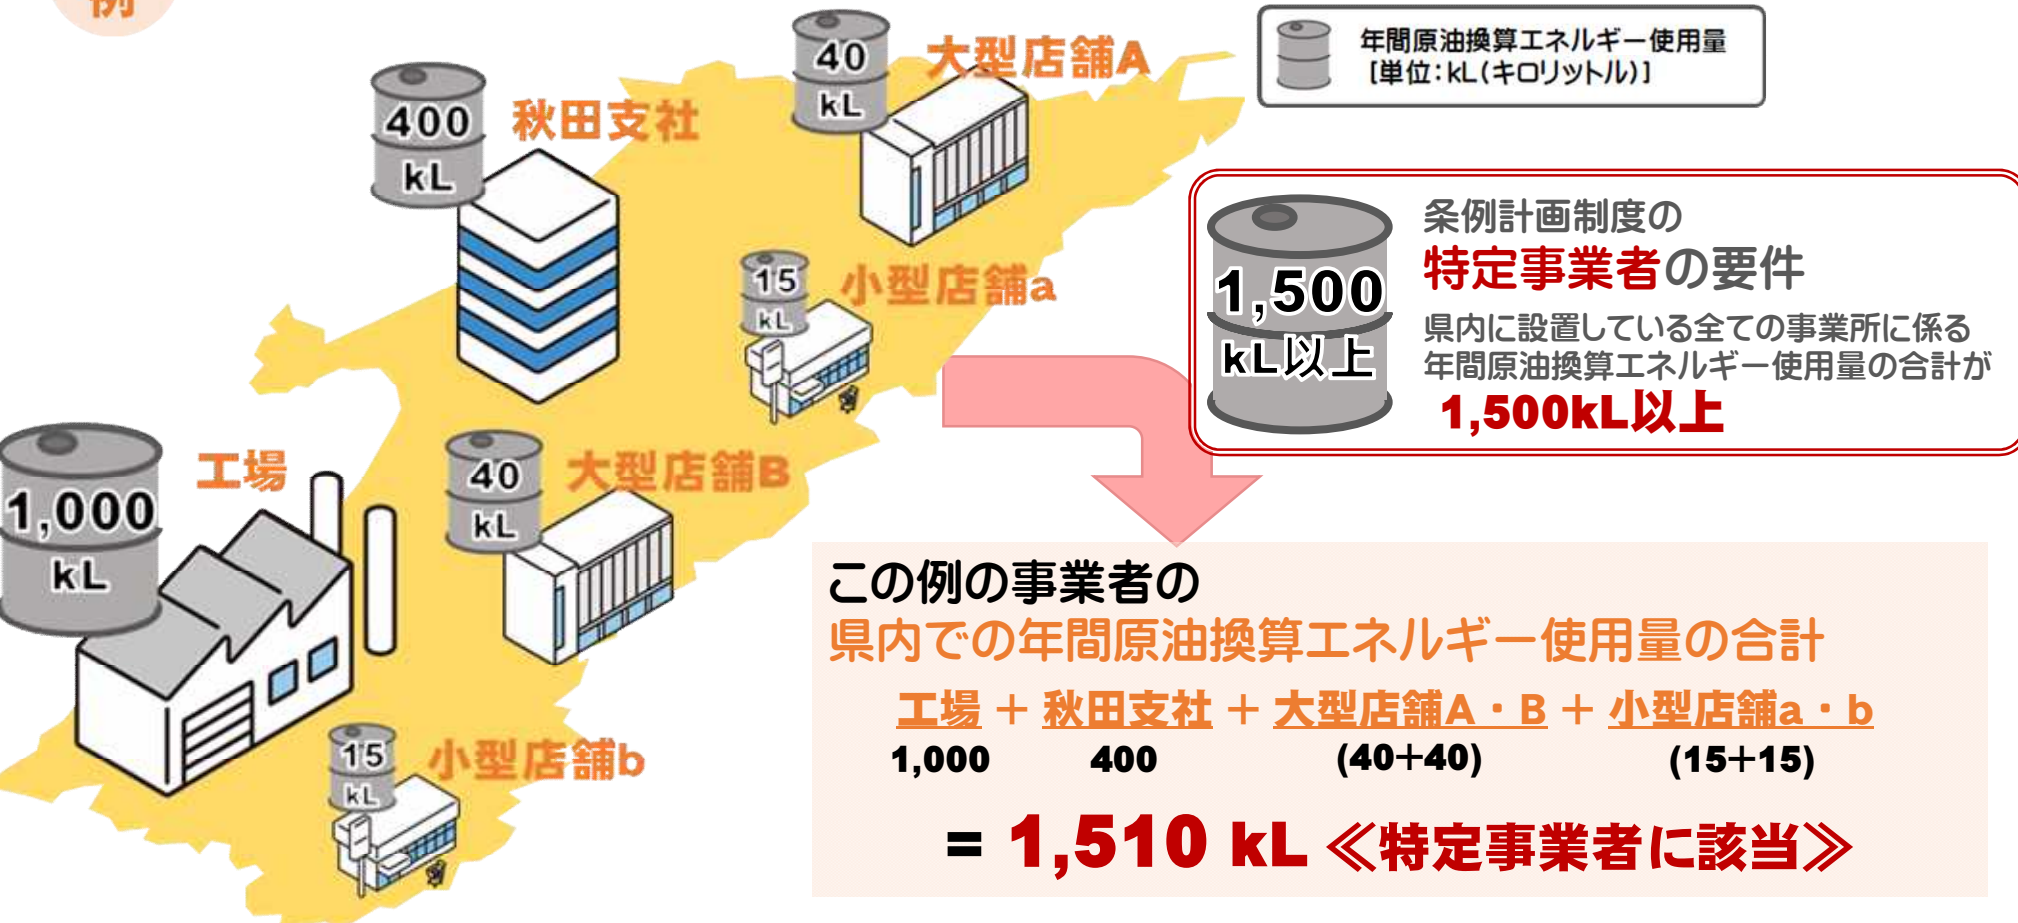 例
年間原油換算エネルギー使用量
［単位：kL（キロリットル）］
40
kL
大型店舗A
400
kL
秋田支社
15
kL
小型店舗a
1,000
kL
工場
40
kL
大型店舗B
15
kL
小型店舗b
1,500
kL以上
条例計画制度の
特定事業者の要件
県内に設置している全ての事業所に係る
年間原油換算エネルギー使用量の合計が
1,500kL以上
この例の事業者の
県内での年間原油換算エネルギー使用量の合計
工場 ＋ 秋田支社 ＋ 大型店舗A・B ＋ 小型店舗a・b
1,000 400 (40＋40) (15＋15)
= 1,510 kL ≪特定事業者に該当≫